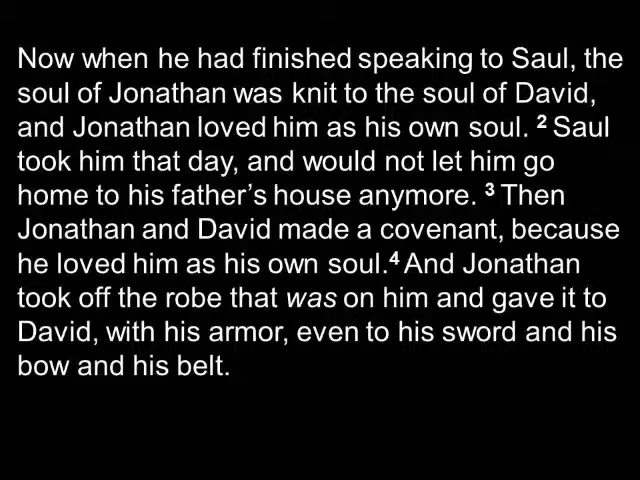 Now when he had finished speaking to Saul, the
soul of Jonathan was knit to the soul of David,
and Jonathan loved him as his own soul. 2 Saul
took him that day, and would not let him go
home to his father’s house anymore. 3 Then
Jonathan and David made a covenant, because
he loved him as his own soul.4 And Jonathan
took off the robe that was on him and gave it to
David, with his armor, even to his sword and his
bow and his belt.